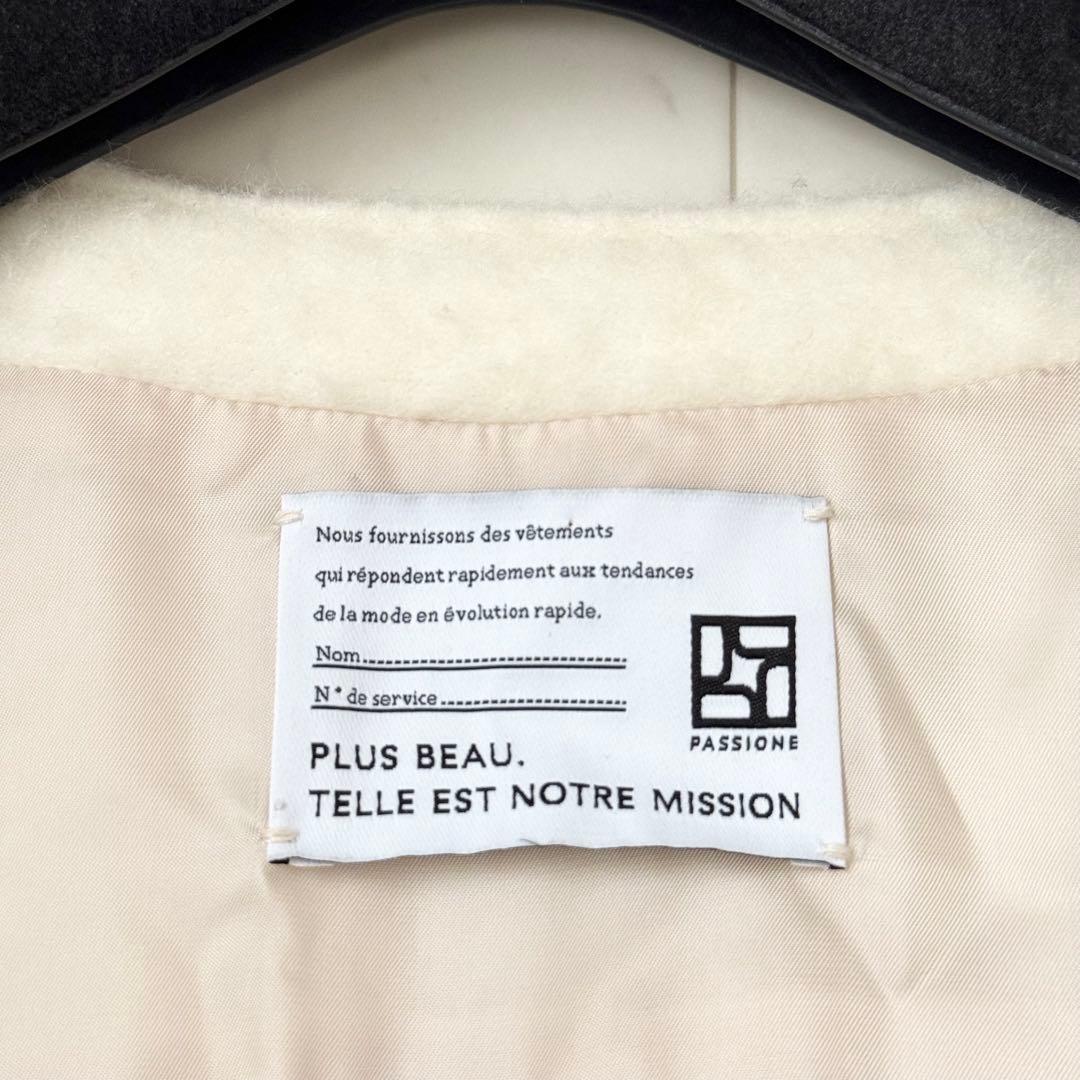 Nous fournissons des vêtements
qui répondent rapidement aux tendances
de la mode en évolution rapide.
Nom
N° de service
PASSIONE
PLUS BEAU.
TELLE EST NOTRE MISSION